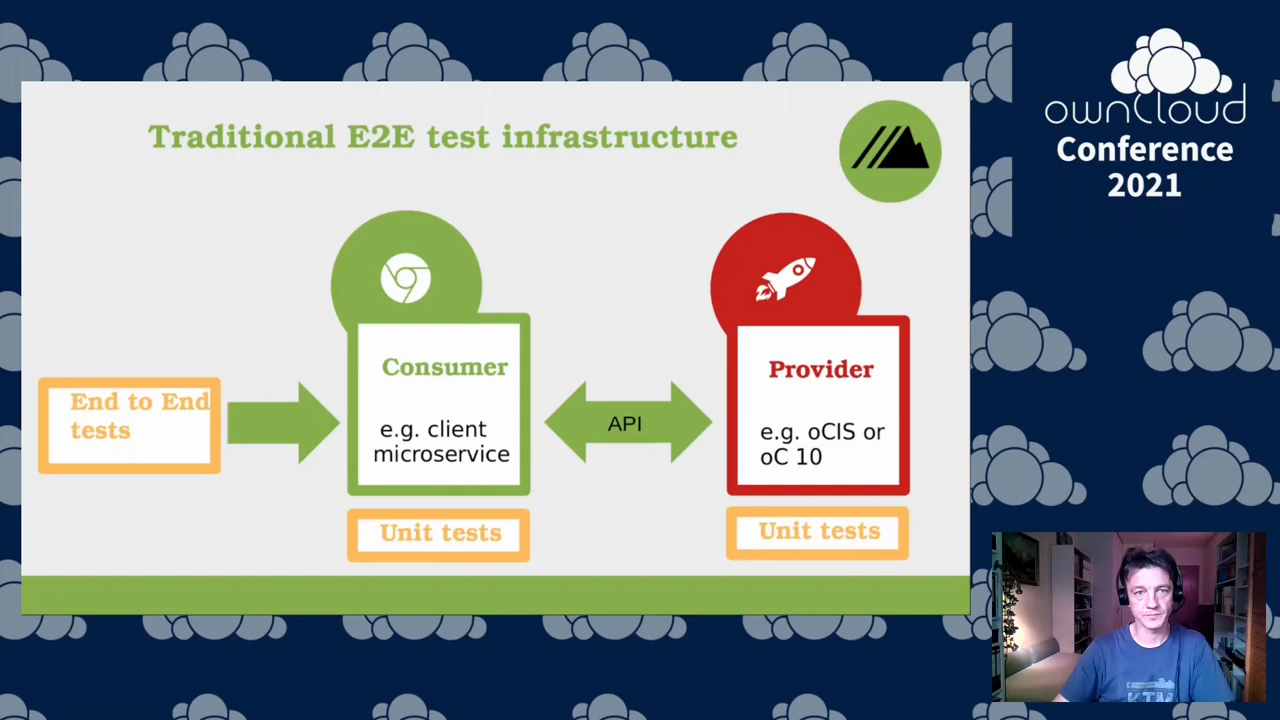 Traditional E2E test infrastructure
ownCloud
Conference
2021
Consumer
e.g. client
microservice
Provider
e.g. oCIS or
oC 10
End to End
tests
API
Unit tests
Unit tests
KTM